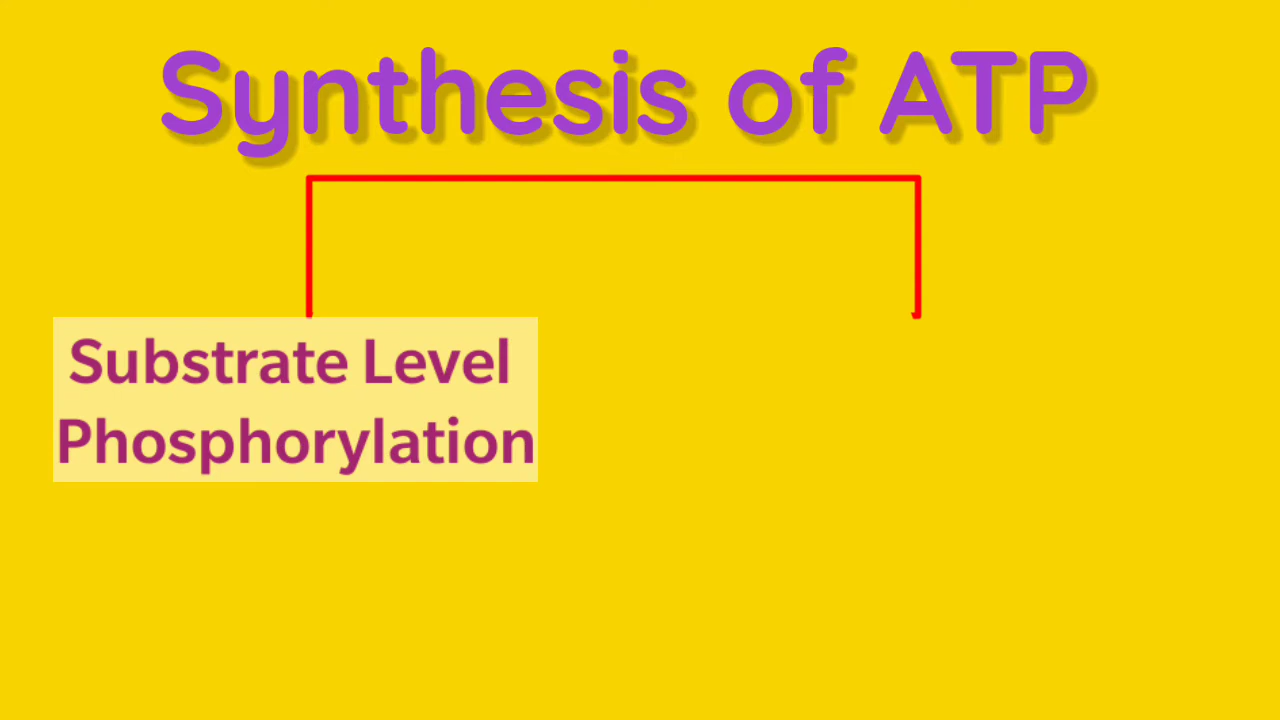 Synthesis of ATP
Substrate Level
Phosphorylation